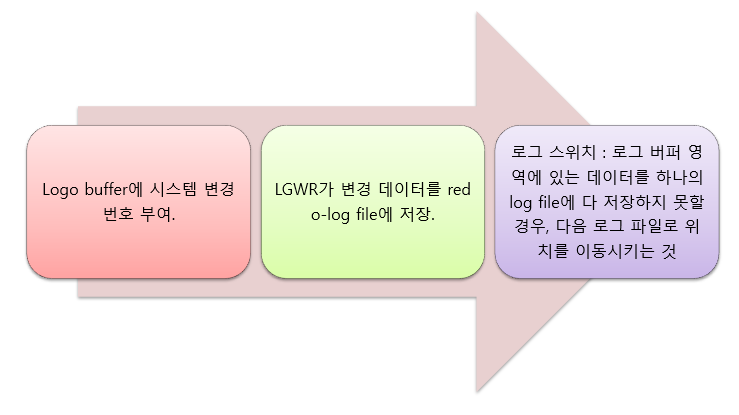 Logo buffer에 시스템 변경
번호 부여.
LGWR가 변경 데이터를 red
o-log file에 저장.
로그 스위치 : 로그 버퍼 영
역에 있는 데이터를 하나의
log file에 다 저장하지 못할
경우, 다음 로그 파일로 위
치를 이동시키는 것